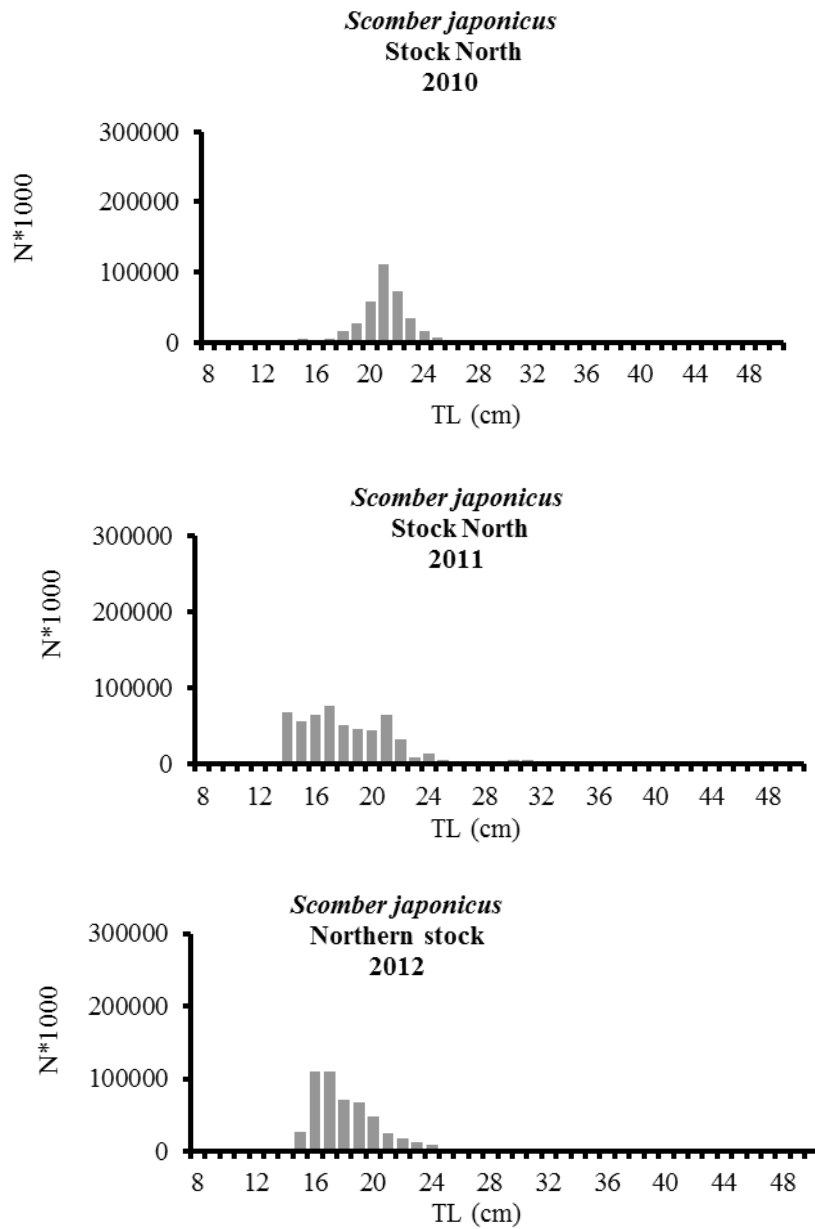 Scomber japonicus
Stock North
2010
300000
200000
100000
0
N*1000
8 12 16 20 24 28 32 36 40 44 48
TL (cm)
Scomber japonicus
Stock North
2011
300000
200000
100000
0
N*1000
8 12 16 20 24 28 32 36 40 44 48
TL (cm)
Scomber japonicus
Northern stock
2012
300000
200000
100000
0
N*1000
8 12 16 20 24 28 32 36 40 44 48
TL (cm)